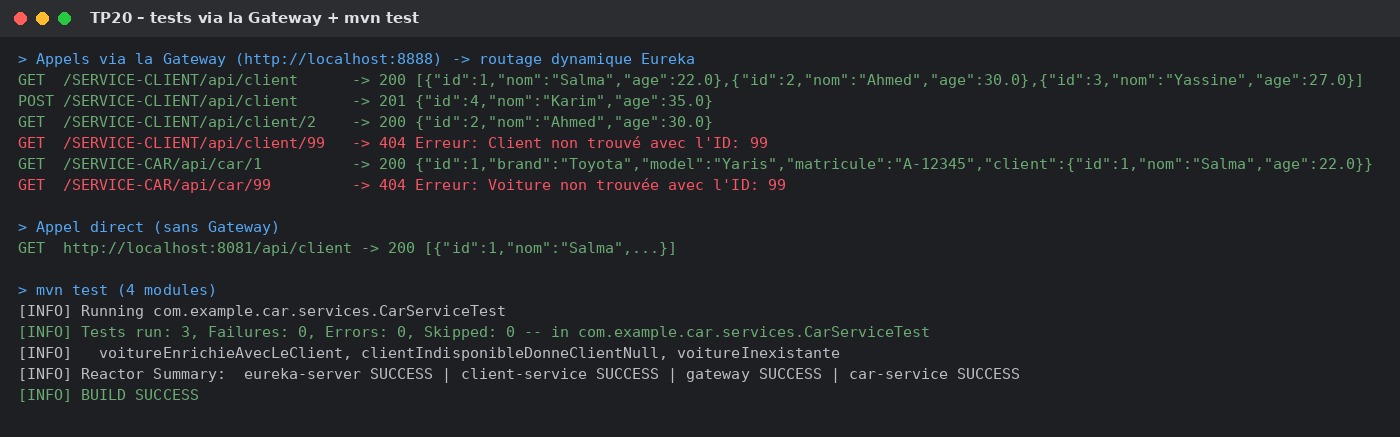 TP20 – tests via la Gateway + mvn test
> Appels via la Gateway (http://localhost:8888) -> routage dynamique Eureka
GET  /SERVICE-CLIENT/api/client      -> 200 [{"id":1,"nom":"Salma","age":22.0},{"id":2,"nom":"Ahmed","age":30.0},{"id":3,"nom":"Yassine","age":27.0}]
POST /SERVICE-CLIENT/api/client      -> 201 {"id":4,"nom":"Karim","age":35.0}
GET  /SERVICE-CLIENT/api/client/2    -> 200 {"id":2,"nom":"Ahmed","age":30.0}
GET  /SERVICE-CLIENT/api/client/99   -> 404 Erreur: Client non trouvé avec l'ID: 99
GET  /SERVICE-CAR/api/car/1          -> 200 {"id":1,"brand":"Toyota","model":"Yaris","matricule":"A-12345","client":{"id":1,"nom":"Salma","age":22.0}}
GET  /SERVICE-CAR/api/car/99         -> 404 Erreur: Voiture non trouvée avec l'ID: 99
> Appel direct (sans Gateway)
GET  http://localhost:8081/api/client -> 200 [{"id":1,"nom":"Salma",...}]
> mvn test (4 modules)
[INFO] Running com.example.car.services.CarServiceTest
[INFO] Tests run: 3, Failures: 0, Errors: 0, Skipped: 0 -- in com.example.car.services.CarServiceTest
[INFO]   voitureEnrichieAvecLeClient, clientIndisponibleDonneClientNull, voitureInexistante
[INFO] Reactor Summary:  eureka-server SUCCESS | client-service SUCCESS | gateway SUCCESS | car-service SUCCESS
[INFO] BUILD SUCCESS